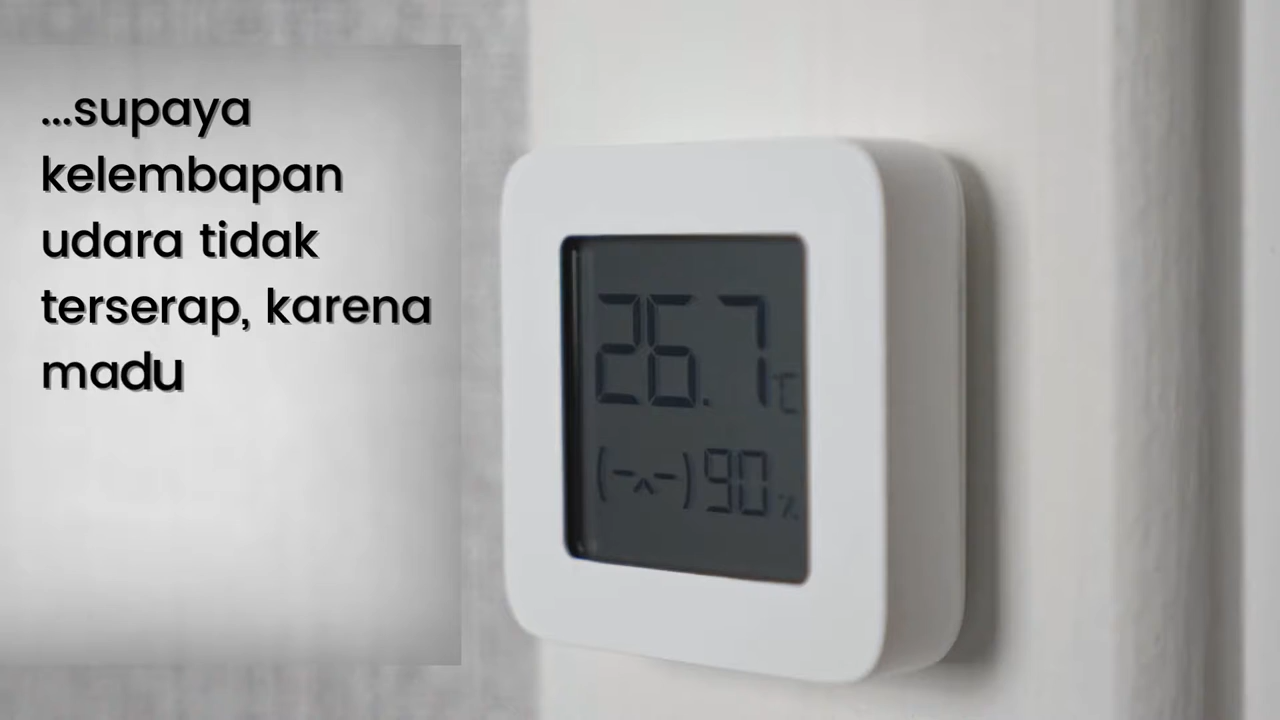 ...supaya
kelembapan
udara tidak
terserap, karena
madu
26.7 °C
(-^-) 90 %